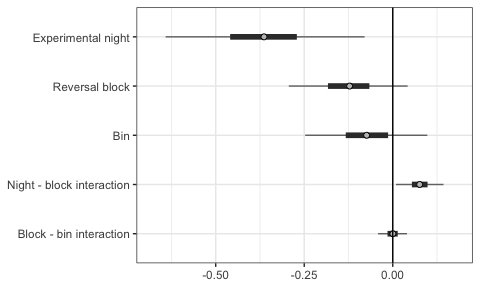 Experimental night
Reversal block
Bin
Night - block interaction
Block - bin interaction
-0.50
-0.25
0.00